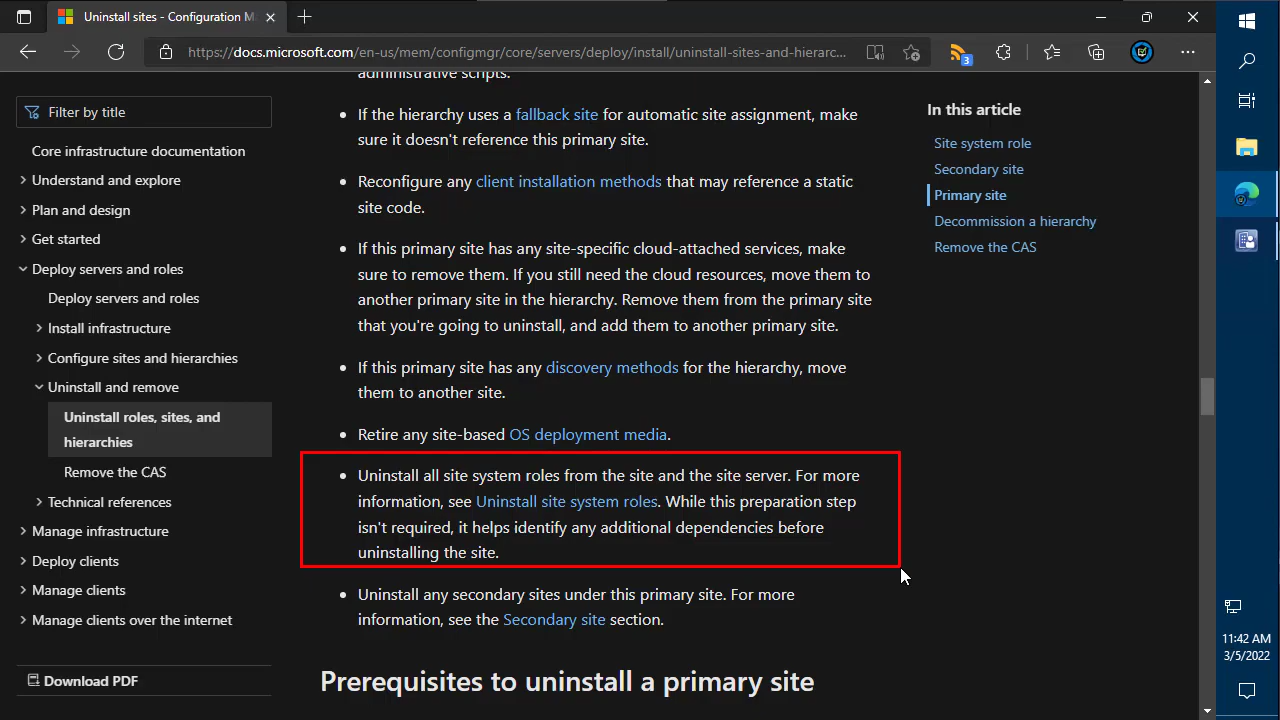 Uninstall sites - Configuration M
https://docs.microsoft.com/en-us/mem/configmgr/core/servers/deploy/install/uninstall-sites-and-hierarc...
3
Filter by title
Core infrastructure documentation
Understand and explore
Plan and design
Get started
Deploy servers and roles
Deploy servers and roles
Install infrastructure
Configure sites and hierarchies
Uninstall and remove
Uninstall roles, sites, and
hierarchies
Remove the CAS
Technical references
Manage infrastructure
Deploy clients
Manage clients
Manage clients over the internet
Download PDF
administrative scripts.
If the hierarchy uses a fallback site for automatic site assignment, make
sure it doesn't reference this primary site.
Reconfigure any client installation methods that may reference a static
site code.
If this primary site has any site-specific cloud-attached services, make
sure to remove them. If you still need the cloud resources, move them to
another primary site in the hierarchy. Remove them from the primary site
that you're going to uninstall, and add them to another primary site.
If this primary site has any discovery methods for the hierarchy, move
them to another site.
Retire any site-based OS deployment media.
Uninstall all site system roles from the site and the site server. For more
information, see Uninstall site system roles. While this preparation step
isn't required, it helps identify any additional dependencies before
uninstalling the site.
Uninstall any secondary sites under this primary site. For more
information, see the Secondary site section.
Prerequisites to uninstall a primary site
In this article
Site system role
Secondary site
Primary site
Decommission a hierarchy
Remove the CAS
11:42 AM
3/5/2022